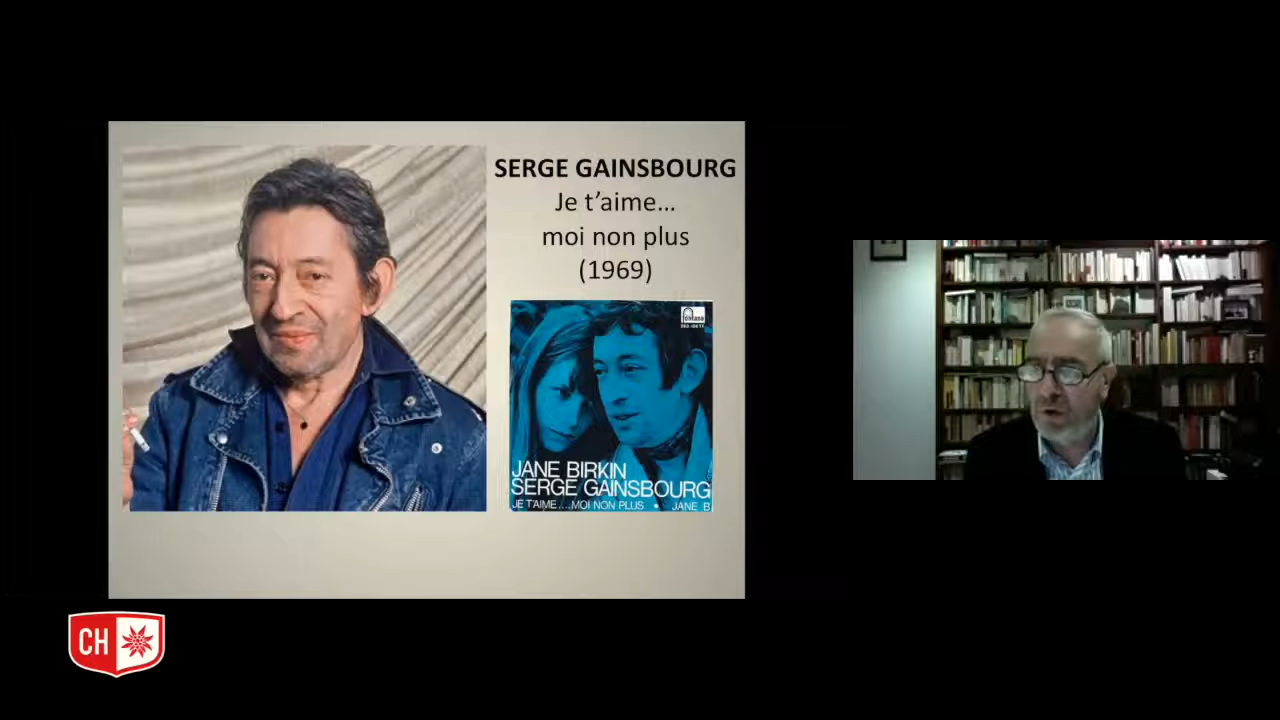 SERGE GAINSBOURG
Je t’aime…
moi non plus
(1969)
fontana
JANE BIRKIN
SERGE GAINSBOURG
JE T'AIME....MOI NON PLUS • JANE B
CH